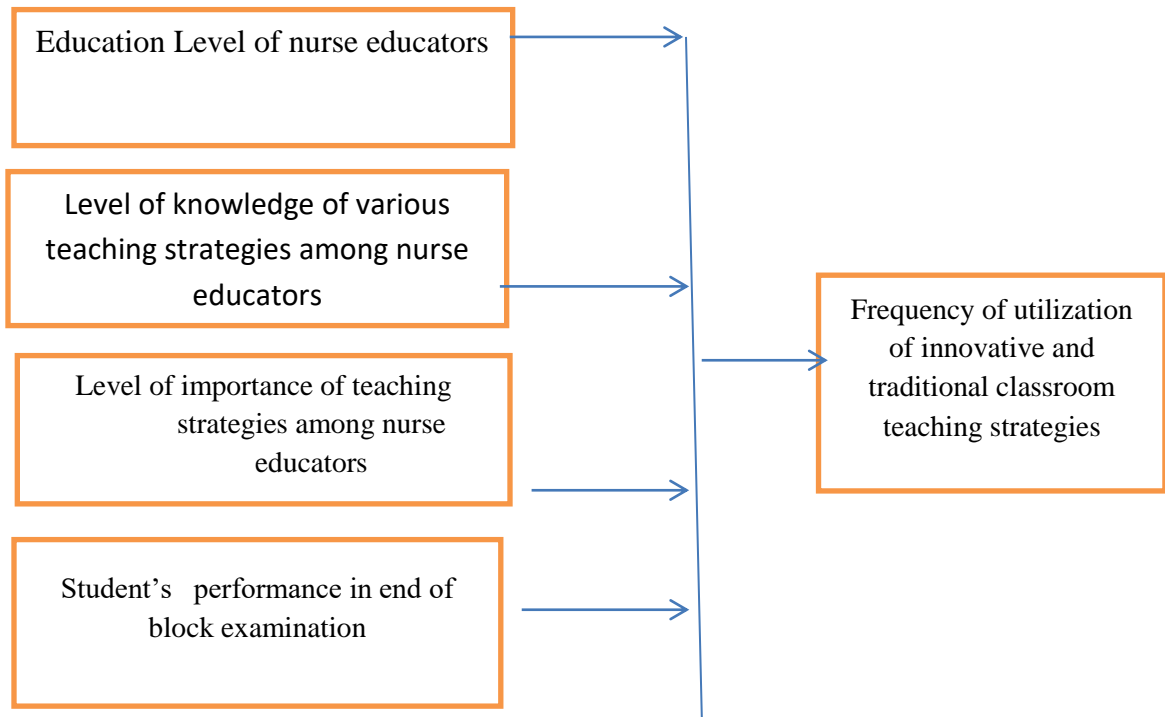 Education Level of nurse educators
Level of knowledge of various
teaching strategies among nurse
educators
Level of importance of teaching
strategies among nurse
educators
Student’s performance in end of
block examination
Frequency of utilization
of innovative and
traditional classroom
teaching strategies